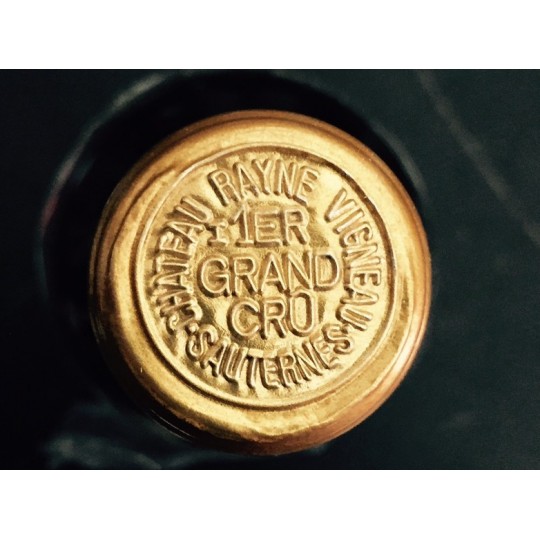 CHATEAU RAYNE VIGNEAU·SAUTERNES·
1ER
GRAND
CRU